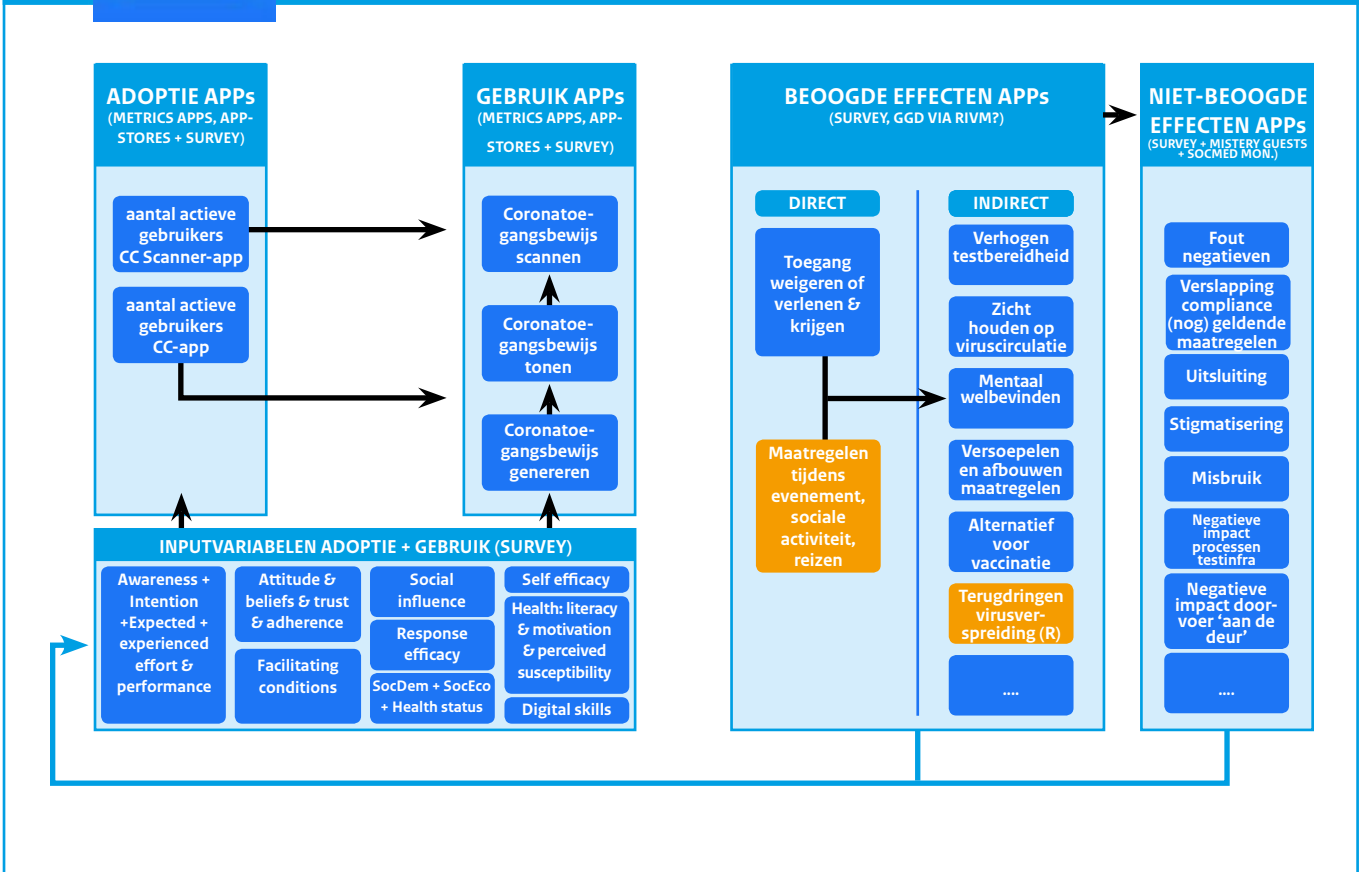 ADOPTIE APPs
(METRICS APPS, APP-
STORES + SURVEY)
aantal actieve
gebruikers
CC Scanner-app
aantal actieve
gebruikers
CC-app
GEBRUIK APPs
(METRICS APPS, APP-
STORES + SURVEY)
Coronatoe-
gangsbewijs
scannen
Coronatoe-
gangsbewijs
tonen
Coronatoe-
gangsbewijs
genereren
INPUTVARIABELEN ADOPTIE + GEBRUIK (SURVEY)
Awareness +
Intention
+Expected +
experienced
effort &
performance
Attitude &
beliefs & trust
& adherence
Facilitating
conditions
Social
influence
Response
efficacy
SocDem + SocEco
+ Health status
Self efficacy
Health: literacy
& motivation
& perceived
susceptibility
Digital skills
BEOOGDE EFFECTEN APPs
(SURVEY, GGD VIA RIVM?)
DIRECT
Toegang
weigeren of
verlenen &
krijgen
Maatregelen
tijdens
evenement,
sociale
activiteit,
reizen
INDIRECT
Verhogen
testbereidheid
Zicht
houden op
viruscirculatie
Mentaal
welbevinden
Versoepelen
en afbouwen
maatregelen
Alternatief
voor
vaccinatie
Terugdringen
virusver-
spreiding (R)
....
NIET-BEOOGDE
EFFECTEN APPs
(SURVEY + MISTERY GUESTS
+ SOCMED MON.)
Fout
negatieven
Verslapping
compliance
(nog) geldende
maatregelen
Uitsluiting
Stigmatisering
Misbruik
Negatieve
impact
processen
testinfra
Negatieve
impact door-
voer ‘aan de
deur’
....